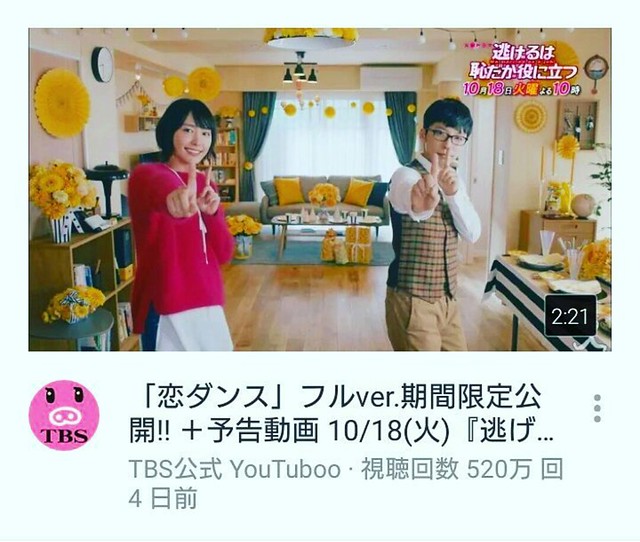 逃げるは
恥だが役に立つ
10月18日火曜よる10時
2:21
TBS
「恋ダンス」フルver.期間限定公
開!! ＋予告動画 10/18(火)『逃げ...
TBS公式 YouTuboo · 視聴回数 520万 回
4 日前